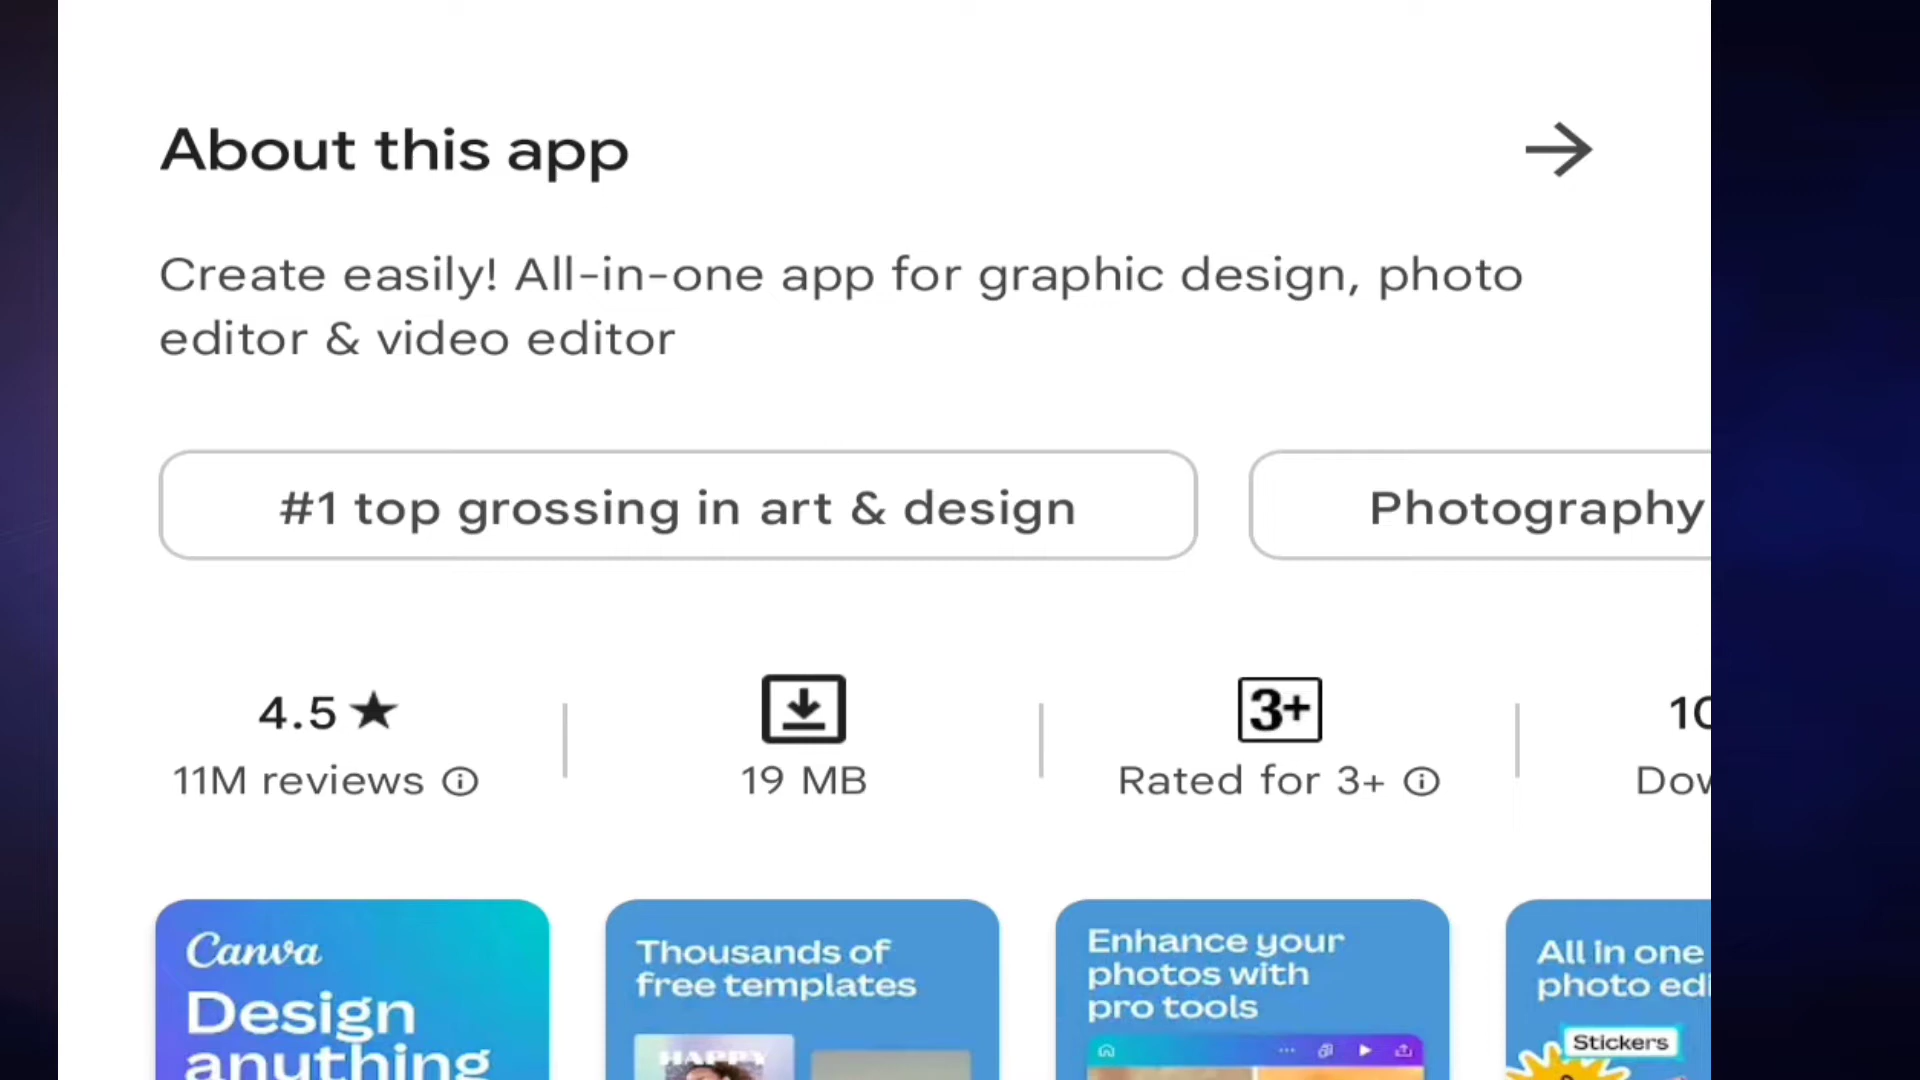 About this app
Create easily! All-in-one app for graphic design, photo
editor & video editor
#1 top grossing in art & design
Photography
4.5★
11M reviews
19 MB
3+
Rated for 3+
Canva
Design
anything
Thousands of
free templates
HAPPY
Enhance your
photos with
pro tools
All in one
photo
Stickers